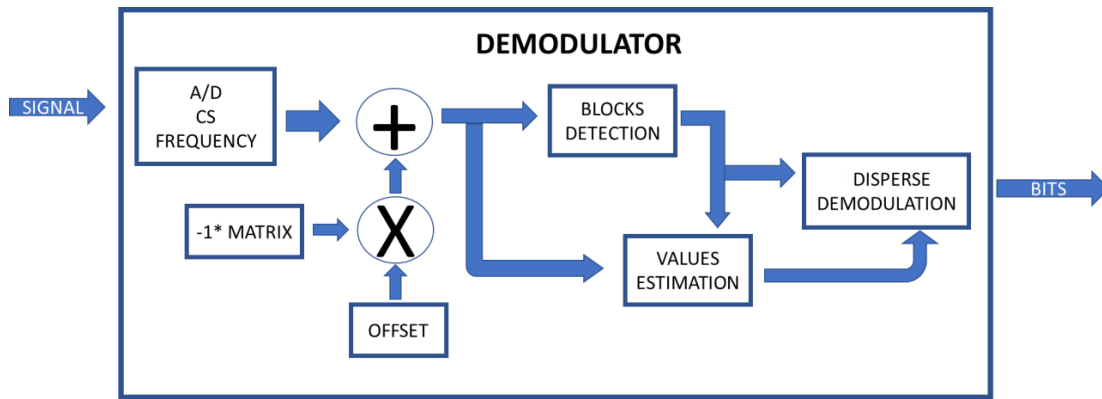 DEMODULATOR
SIGNAL
A/D
CS
FREQUENCY
+
BLOCKS
DETECTION
DISPERSE
DEMODULATION
BITS
-1* MATRIX
X
VALUES
ESTIMATION
OFFSET